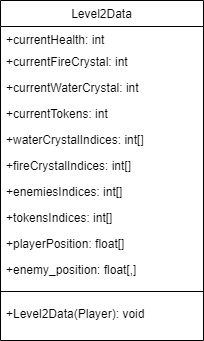 Level2Data
+currentHealth: int
+currentFireCrystal: int
+currentWaterCrystal: int
+currentTokens: int
+waterCrystalIndices: int[]
+fireCrystalIndices: int[]
+enemiesIndices: int[]
+tokensIndices: int[]
+playerPosition: float[]
+enemy_position: float[,]
+Level2Data(Player): void